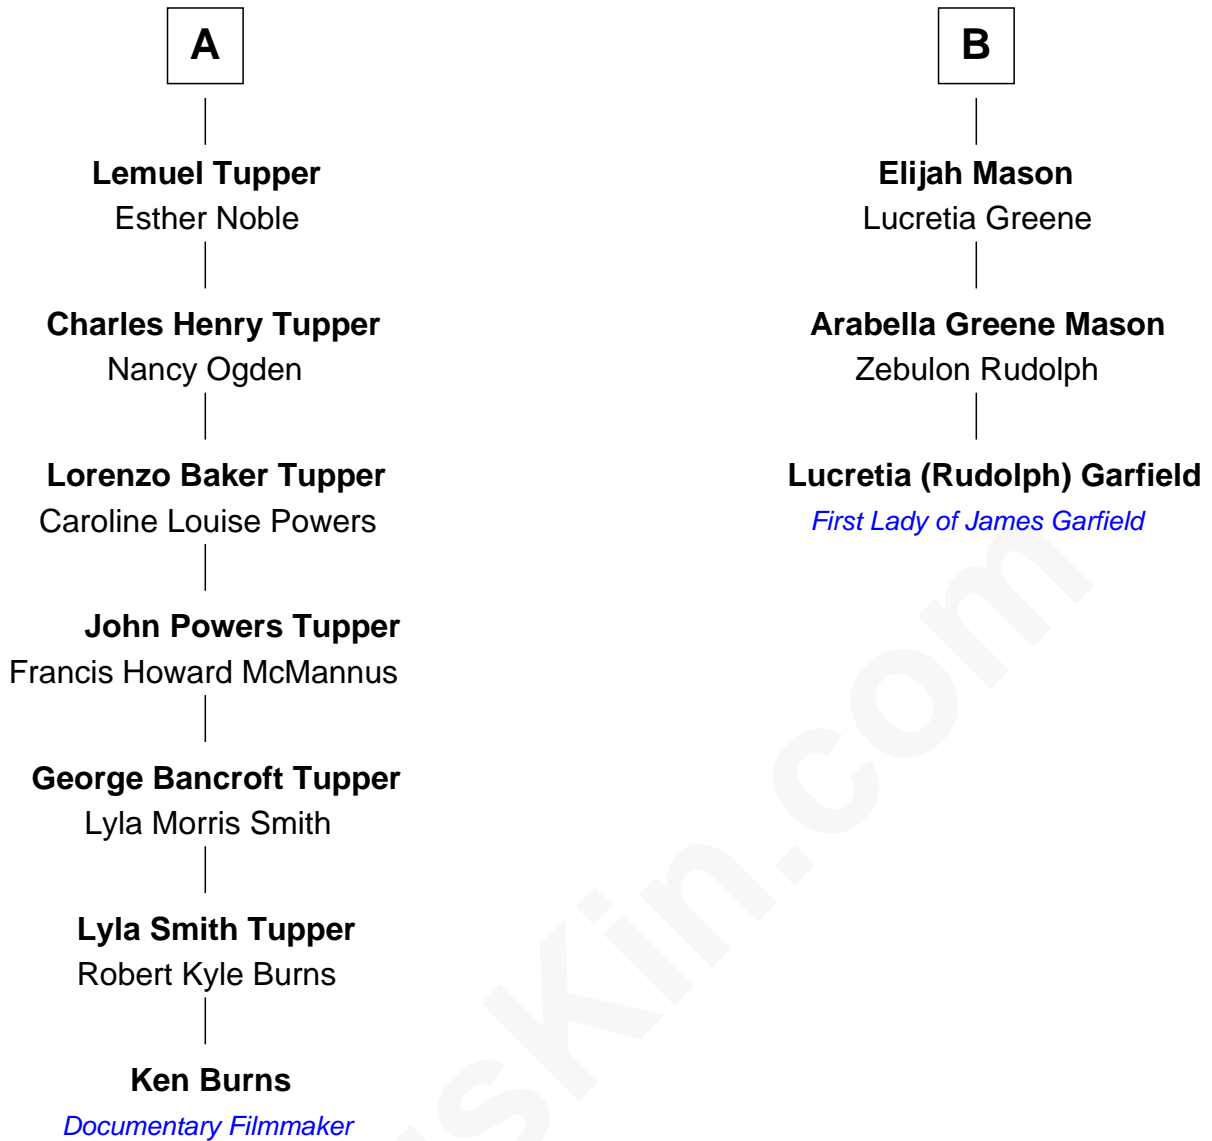 A
Lemuel Tupper
Esther Noble
Charles Henry Tupper
Nancy Ogden
Lorenzo Baker Tupper
Caroline Louise Powers
John Powers Tupper
Francis Howard McMannus
George Bancroft Tupper
Lyla Morris Smith
Lyla Smith Tupper
Robert Kyle Burns
Ken Burns
Documentary Filmmaker
B
Elijah Mason
Lucretia Greene
Arabella Greene Mason
Zebulon Rudolph
Lucretia (Rudolph) Garfield
First Lady of James Garfield
sKin.com